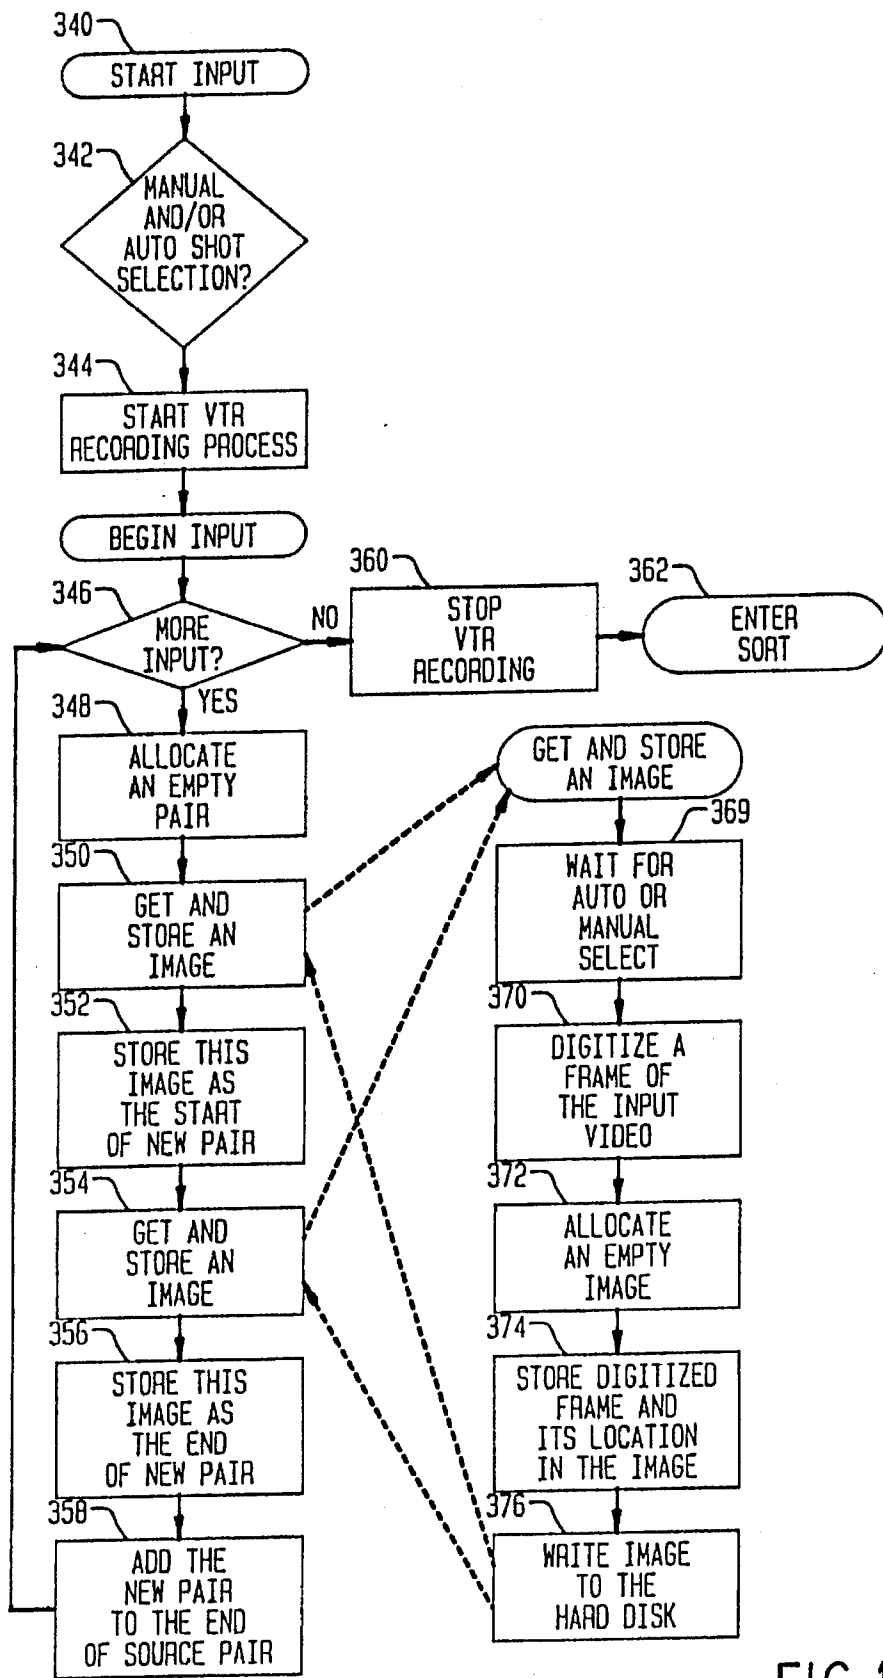 340
START INPUT
342
MANUAL
AND/OR
AUTO SHOT
SELECTION?
344
START VTR
RECORDING PROCESS
BEGIN INPUT
346
MORE
INPUT?
NO
YES
360
STOP
VTR
RECORDING
362
ENTER
SORT
348
ALLOCATE
AN EMPTY
PAIR
350
GET AND
STORE AN
IMAGE
352
STORE THIS
IMAGE AS
THE START
OF NEW PAIR
354
GET AND
STORE AN
IMAGE
356
STORE THIS
IMAGE AS
THE END
OF NEW PAIR
358
ADD THE
NEW PAIR
TO THE END
OF SOURCE PAIR
GET AND STORE
AN IMAGE
369
WAIT FOR
AUTO OR
MANUAL
SELECT
370
DIGITIZE A
FRAME OF
THE INPUT
VIDEO
372
ALLOCATE
AN EMPTY
IMAGE
374
STORE DIGITIZED
FRAME AND
ITS LOCATION
IN THE IMAGE
376
WRITE IMAGE
TO THE
HARD DISK